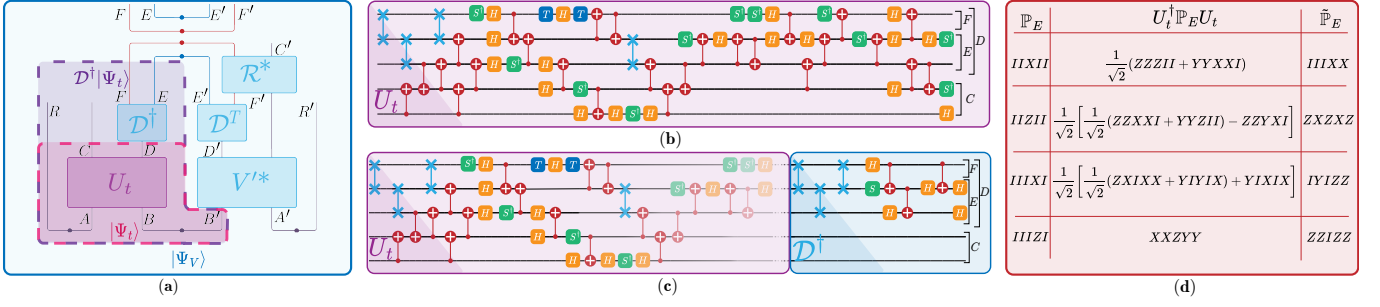 F E E′ F′
C′
𝒟†|Ψt⟩
ℛ*
F E E′ F′
R R′
𝒟† 𝒟T
C D D′
Ut V′*
A B B′ A′
|Ψt⟩
|ΨV⟩
(a)
S† H T H T S† S† H H H F
S† H H H S† H S† E D
H S† H H
Ut H S† H S† C
H S† H H
(b)
S† H T H T S† S† H H F
H S† H H E D
H S† H H
Ut H S† 𝒟† C
H S† H
(c)
ℙE Ut†ℙEUt ℙ̃E
IIXII 1/√2(ZZZII + YYXXI) IIIXX
IIZII 1/√2[1/√2(ZZXXI + YYZII) − ZZYXI] ZXZXZ
IIIXI 1/√2[1/√2(ZXIXX + YIYIX) + YIXIX] IYIZZ
IIIZI XXZYY ZZIZZ
(d)